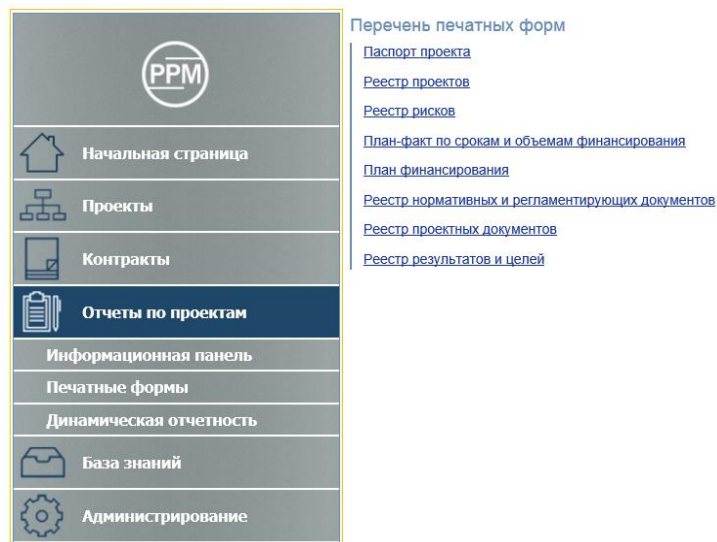 PPM
Начальная страница
Проекты
Контракты
Отчеты по проектам
Информационная панель
Печатные формы
Динамическая отчетность
База знаний
Администрирование
Перечень печатных форм
Паспорт проекта
Реестр проектов
Реестр рисков
План-факт по срокам и объемам финансирования
План финансирования
Реестр нормативных и регламентирующих документов
Реестр проектных документов
Реестр результатов и целей